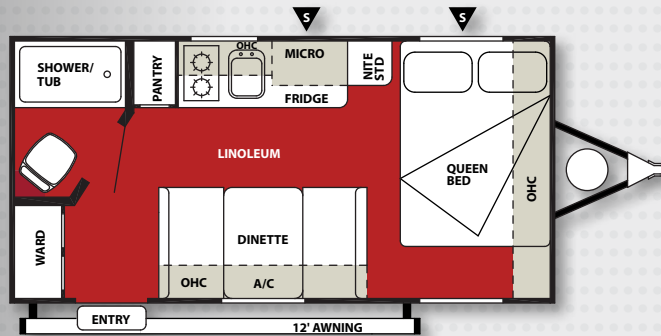 S
S
SHOWER/
TUB
PANTRY
OHC
MICRO
FRIDGE
NITE
STD
LINOLEUM
QUEEN
BED
OHC
WARD
DINETTE
OHC
A/C
ENTRY
12' AWNING